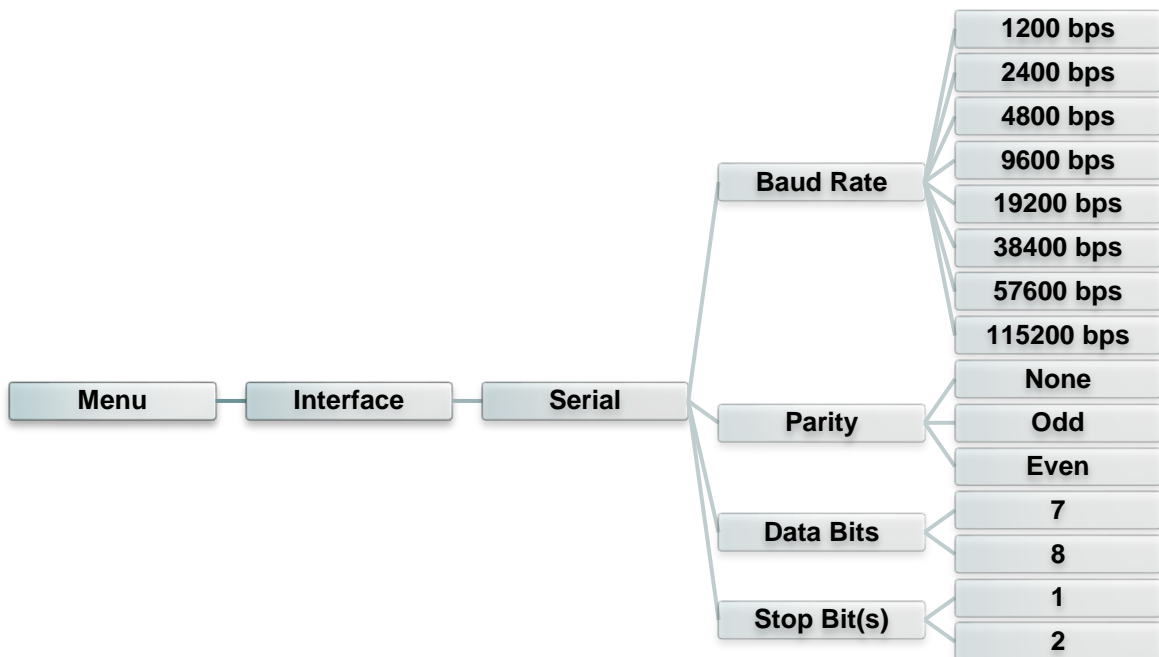 Menu
Interface
Serial
Baud Rate
1200 bps
2400 bps
4800 bps
9600 bps
19200 bps
38400 bps
57600 bps
115200 bps
Parity
None
Odd
Even
Data Bits
7
8
Stop Bit(s)
1
2